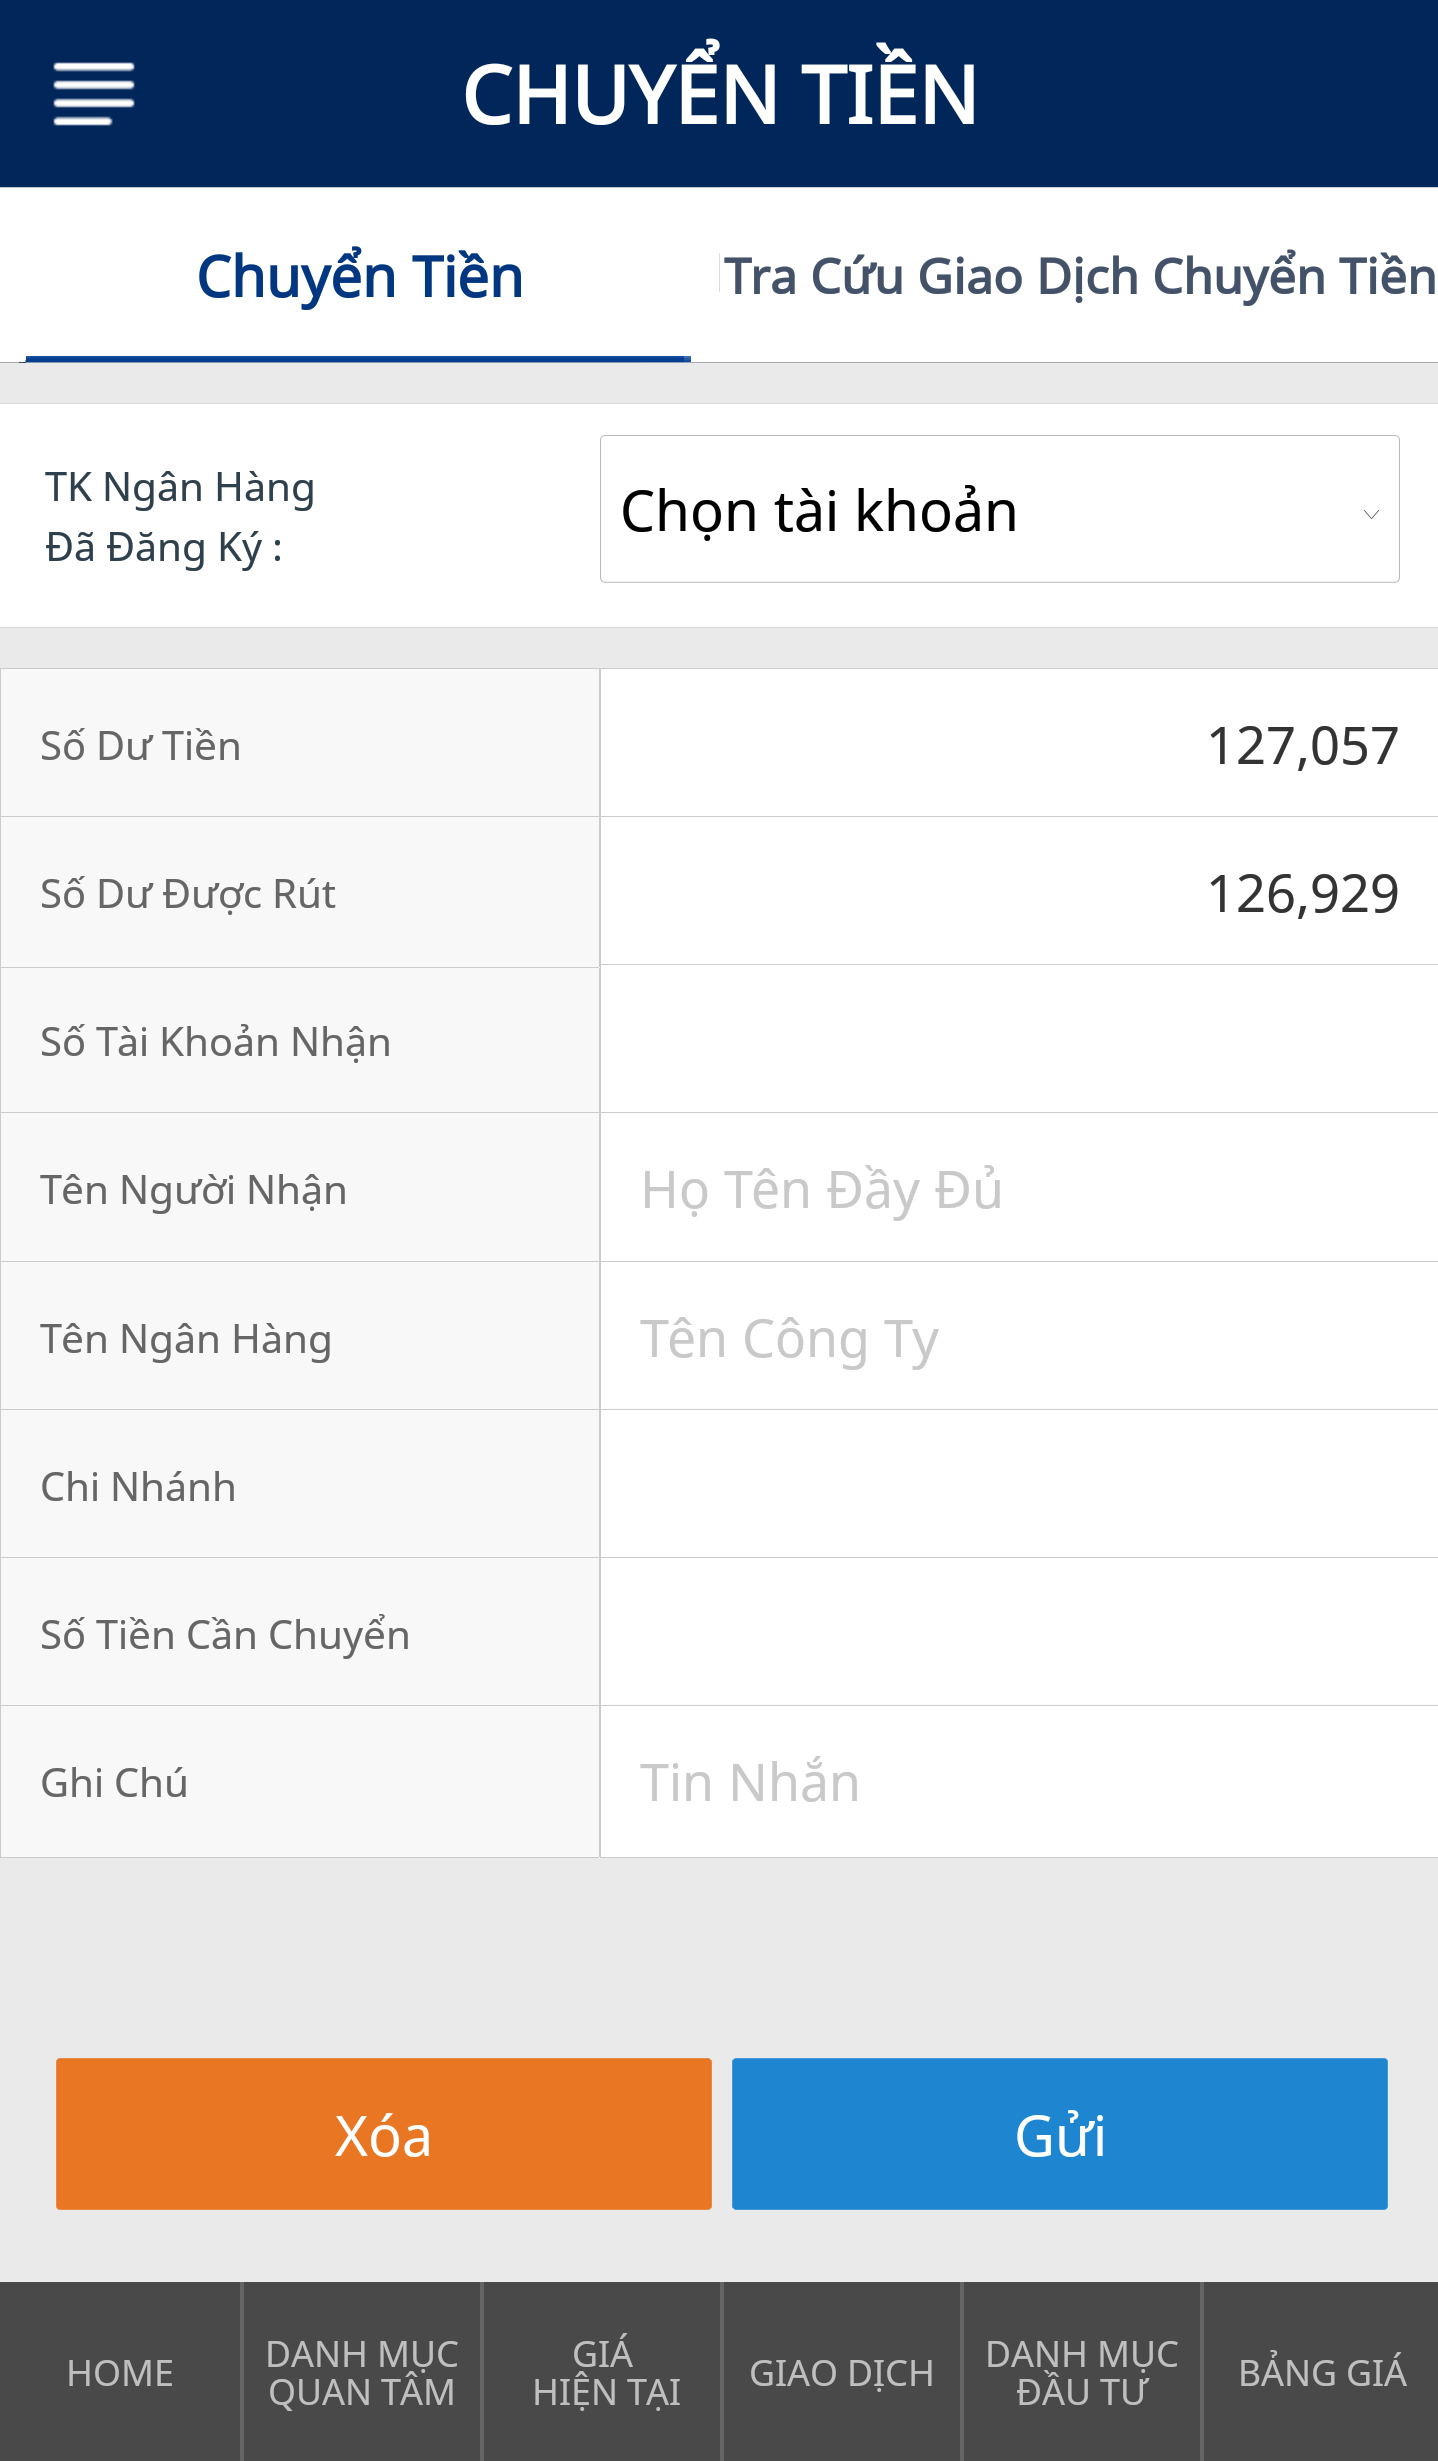 CHUYỂN TIỀN
Chuyển Tiền
Tra Cứu Giao Dịch Chuyển Tiền
TK Ngân Hàng
Đã Đăng Ký :
Chọn tài khoản
Số Dư Tiền
127,057
Số Dư Được Rút
126,929
Số Tài Khoản Nhận
Tên Người Nhận
Họ Tên Đầy Đủ
Tên Ngân Hàng
Tên Công Ty
Chi Nhánh
Số Tiền Cần Chuyển
Ghi Chú
Tin Nhắn
Xóa
Gửi
HOME
DANH MỤC
QUAN TÂM
GIÁ
HIỆN TẠI
GIAO DỊCH
DANH MỤC
ĐẦU TƯ
BẢNG GIÁ